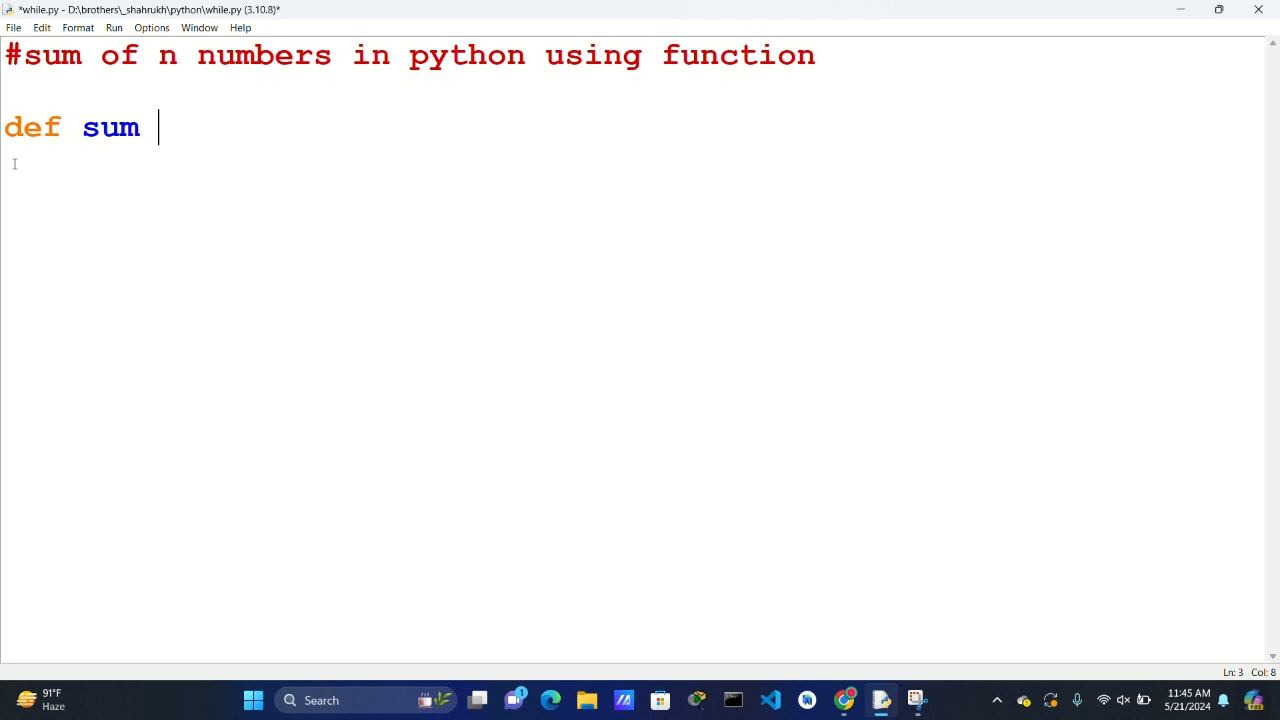 *while.py - D:\brothers\_shahrukh\python\while.py (3.10.8)*
File Edit Format Run Options Window Help
#sum of n numbers in python using function
def sum
Ln: 3 Col: 8
91°F
Haze
Search
1
11:45 AM
5/21/2024